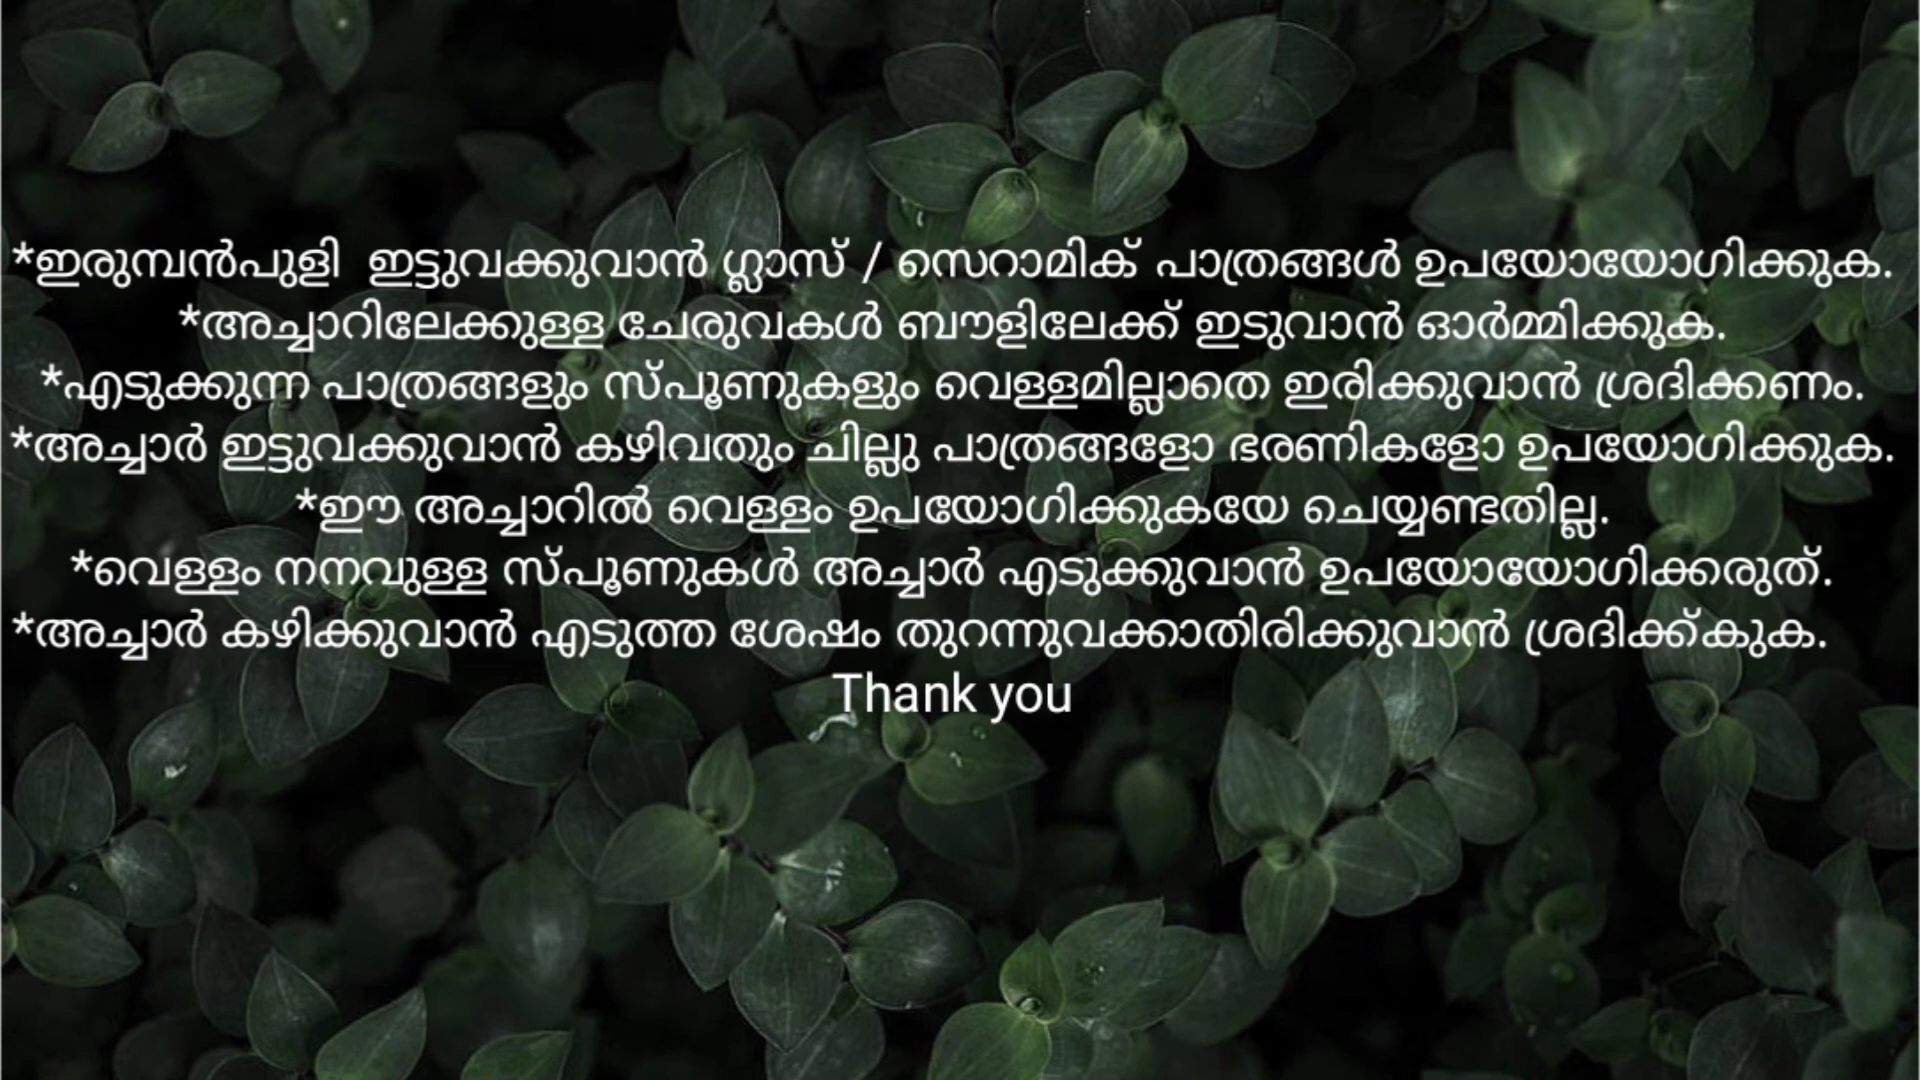 *ഇരുമ്പൻപുളി ഇട്ടുവക്കുവാൻ ഗ്ലാസ് / സെറാമിക് പാത്രങ്ങൾ ഉപയോയോഗിക്കുക.
*അച്ചാറിലേക്കുള്ള ചേരുവകൾ ബൗളിലേക്ക് ഇടുവാൻ ഓർമ്മിക്കുക.
*എടുക്കുന്ന പാത്രങ്ങളും സ്പൂണുകളും വെള്ളമില്ലാതെ ഇരിക്കുവാൻ ശ്രദിക്കണം.
*അച്ചാർ ഇട്ടുവക്കുവാൻ കഴിവതും ചില്ലു പാത്രങ്ങളോ ഭരണികളോ ഉപയോഗിക്കുക.
*ഈ അച്ചാറിൽ വെള്ളം ഉപയോഗിക്കുകയേ ചെയ്യണ്ടതില്ല.
*വെള്ളം നനവുള്ള സ്പൂണുകൾ അച്ചാർ എടുക്കുവാൻ ഉപയോയോഗിക്കരുത്.
*അച്ചാർ കഴിക്കുവാൻ എടുത്ത ശേഷം തുറന്നുവക്കാതിരിക്കുവാൻ ശ്രദിക്ക്കുക.
Thank you